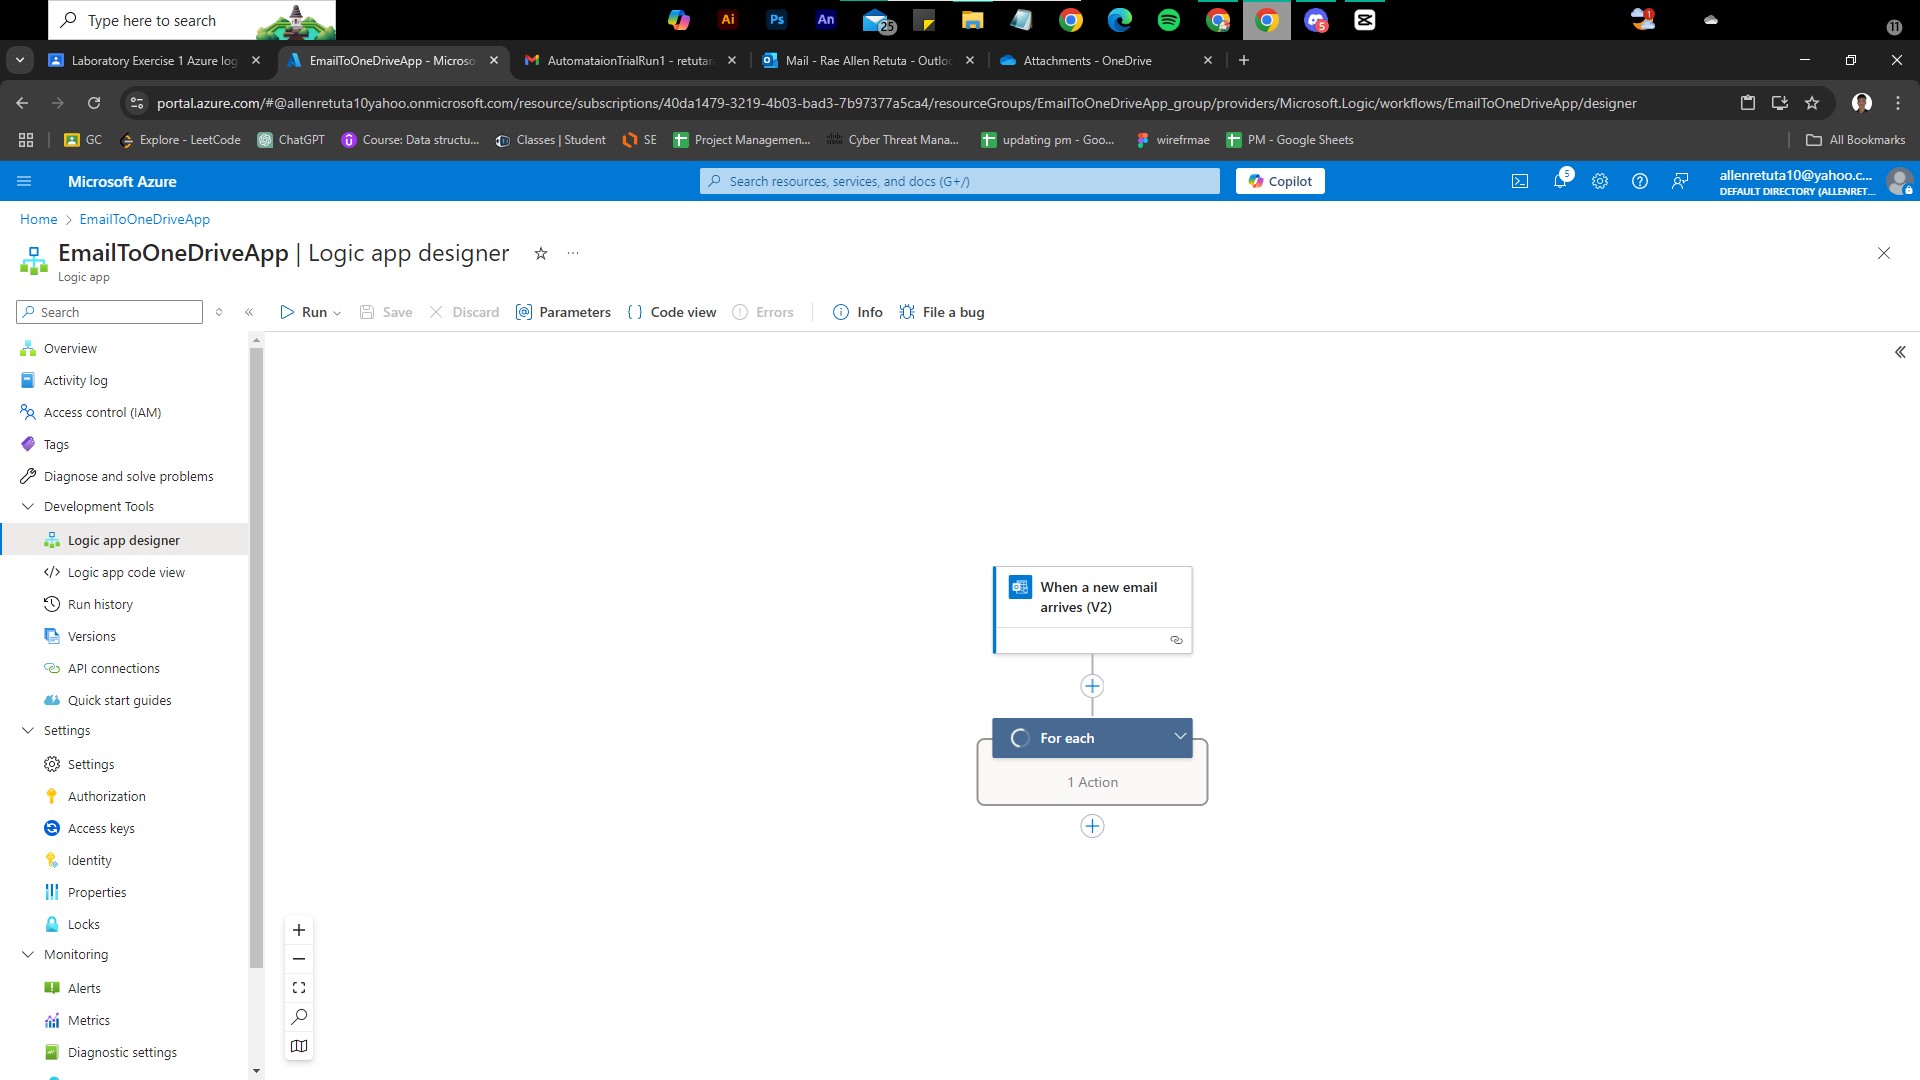 Type here to search
25
5
1
11
Laboratory Exercise 1 Azure log
EmailToOneDriveApp - Microso
AutomataionTrialRun1 - retutar
Mail - Rae Allen Retuta - Outloo
Attachments - OneDrive
portal.azure.com/#@allenretuta10yahoo.onmicrosoft.com/resource/subscriptions/40da1479-3219-4b03-bad3-7b97377a5ca4/resourceGroups/EmailToOneDriveApp_group/providers/Microsoft.Logic/workflows/EmailToOneDriveApp/designer
GC
Explore - LeetCode
ChatGPT
Course: Data structu...
Classes | Student
SE
Project Managemen...
Cyber Threat Mana...
updating pm - Goo...
wirefrmae
PM - Google Sheets
All Bookmarks
Microsoft Azure
Search resources, services, and docs (G+/)
Copilot
5
allenretuta10@yahoo.c...
DEFAULT DIRECTORY (ALLENRET...
Home > EmailToOneDriveApp
EmailToOneDriveApp | Logic app designer
Logic app
Search
Run
Save
Discard
Parameters
Code view
Errors
Info
File a bug
Overview
Activity log
Access control (IAM)
Tags
Diagnose and solve problems
Development Tools
Logic app designer
Logic app code view
Run history
Versions
API connections
Quick start guides
Settings
Settings
Authorization
Access keys
Identity
Properties
Locks
Monitoring
Alerts
Metrics
Diagnostic settings
When a new email
arrives (V2)
For each
1 Action